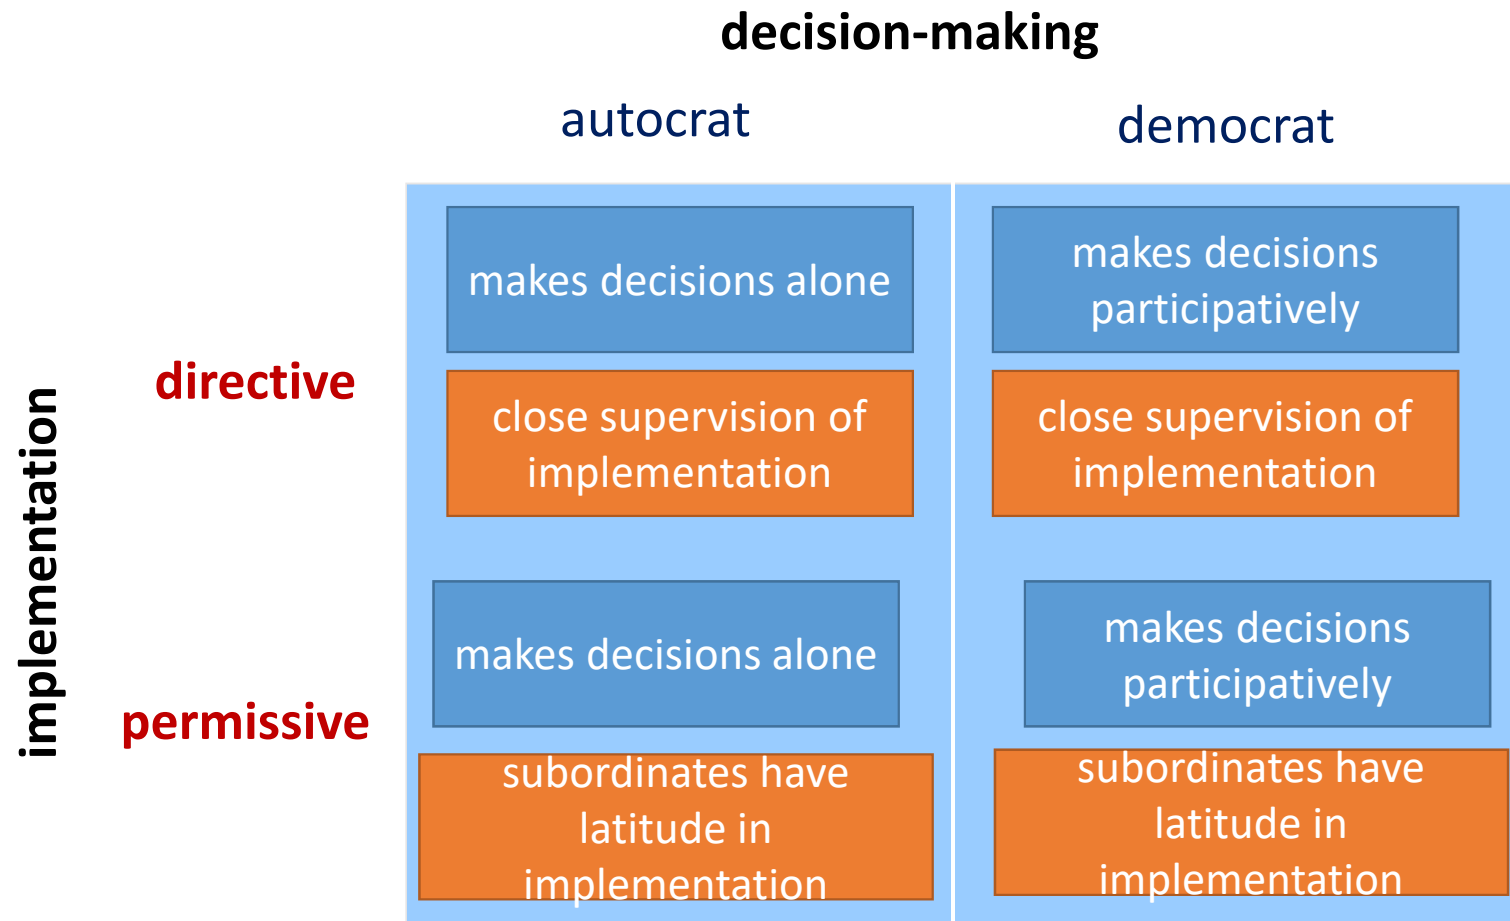 decision-making
autocrat
democrat
implementation
directive
makes decisions alone
close supervision of
implementation
makes decisions
participatively
close supervision of
implementation
permissive
makes decisions alone
subordinates have
latitude in
implementation
makes decisions
participatively
subordinates have
latitude in
implementation